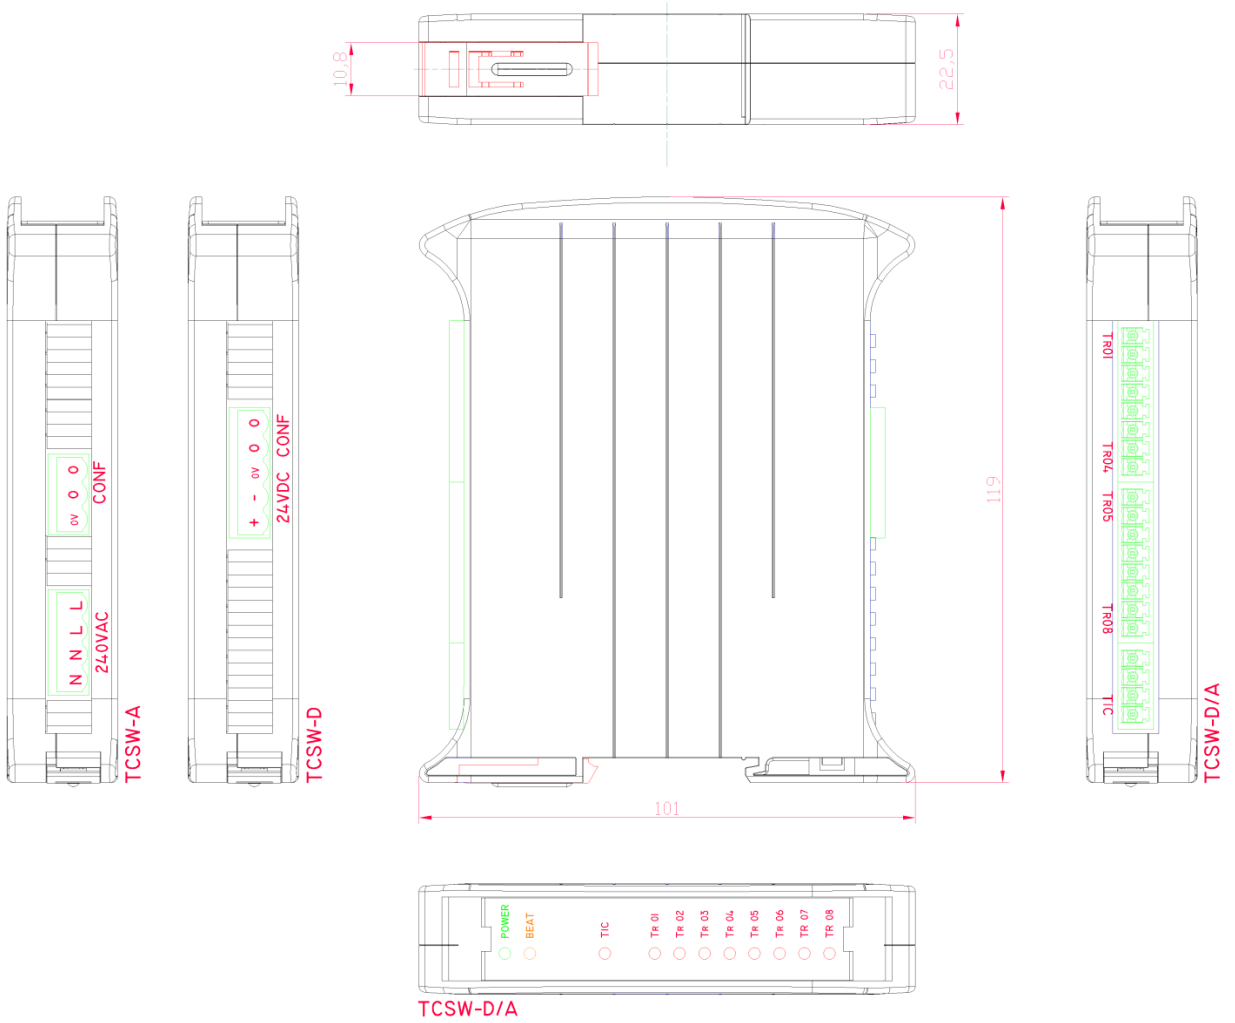 10,8
22,5
O
O
0V
CONF
N N L L
240VAC
TCSW-A
+ - 0V O O
24VDC CONF
TCSW-D
119
101
TR01
TR04
TR05
TR08
TIC
TCSW-D/A
POWER
BEAT
TIC
TR 01
TR 02
TR 03
TR 04
TR 05
TR 06
TR 07
TR 08
TCSW-D/A